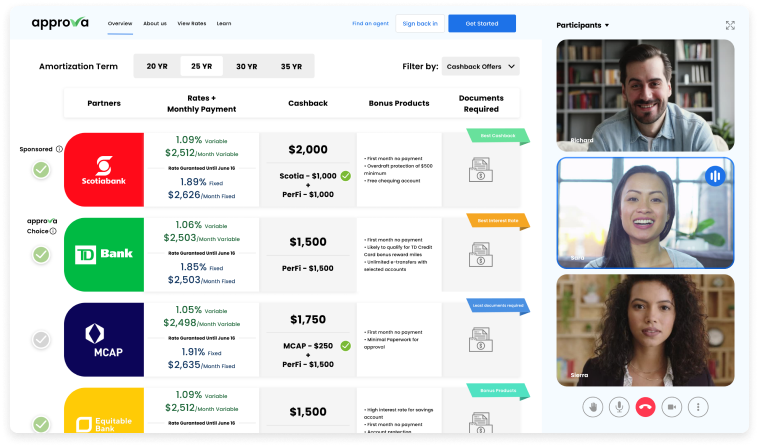 approva
Overview About us View Rates Learn
Find an agent Sign back in Get Started
Participants
Amortization Term 20 YR 25 YR 30 YR 35 YR Filter by: Cashback Offers
Partners
Rates +
Monthly Payment
Cashback
Bonus Products
Documents
Required
Sponsored
Scotiabank
1.09% Variable
$2,512/Month Variable
Rate Guranteed Until June 16
1.89% Fixed
$2,626/Month Fixed
$2,000
Scotia - $1,000
+
PerFi - $1,000
• First month no payment
• Overdraft protection of $500
minimum
• Free chequing account
Best Cashback
approva
Choice
TD Bank
1.06% Variable
$2,503/Month Variable
Rate Guranteed Until June 16
1.85% Fixed
$2,503/Month Fixed
$1,500
PerFi - $1,500
• First month no payment
• Likely to qualify for TD Credit
Card bonus reward miles
• Unlimited e-transfers with
selected accounts
Best Interest Rate
MCAP
1.05% Variable
$2,498/Month Variable
Rate Guranteed Until June 16
1.91% Fixed
$2,635/Month Fixed
$1,750
MCAP - $250
+
PerFi - $1,500
• First month no payment
• Minimal Paperwork for
approval
Least documents required
Equitable
Bank
1.09% Variable
$2,512/Month Variable
Rate Guranteed Until June 16
$1,500
• High interest rate for savings
account
• First month no payment
• Account protection
Bonus Products
Richard
Sierra